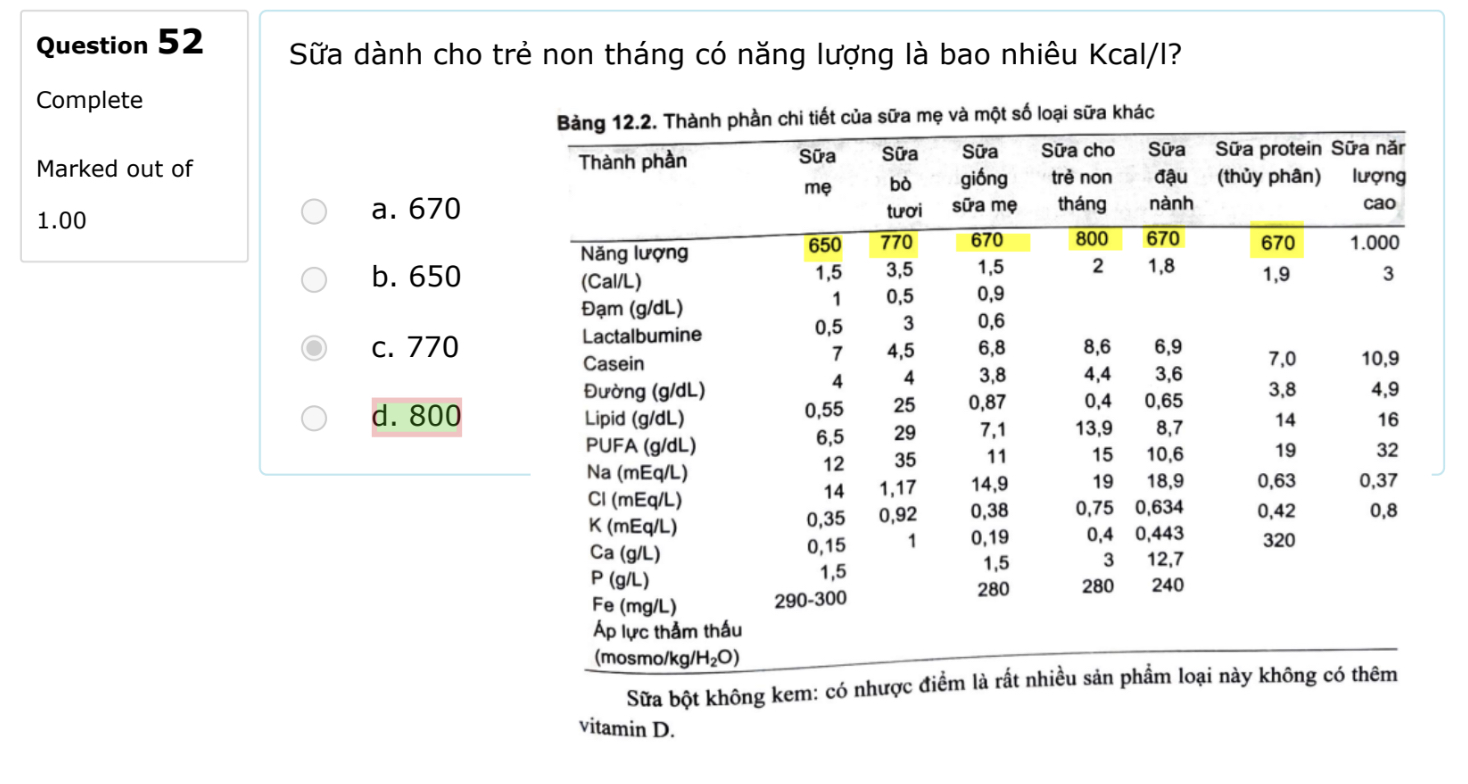 Question 52
Complete
Marked out of
1.00
Sữa dành cho trẻ non tháng có năng lượng là bao nhiêu Kcal/l?
a. 670
b. 650
c. 770
d. 800
Bảng 12.2. Thành phần chi tiết của sữa mẹ và một số loại sữa khác
Thành phần Sữa Sữa Sữa Sữa cho Sữa Sữa protein Sữa năn
mẹ bò giống trẻ non đậu (thủy phân) lượng
tươi sữa mẹ tháng nành cao
Năng lượng 650 770 670 800 670 670 1.000
(Cal/L) 1,5 3,5 1,5 2 1,8 1,9 3
Đạm (g/dL) 1 0,5 0,9
Lactalbumine 0,5 3 0,6
Casein 7 4,5 6,8 8,6 6,9 7,0 10,9
Đường (g/dL) 4 4 3,8 4,4 3,6 3,8 4,9
Lipid (g/dL) 0,55 25 0,87 0,4 0,65 14 16
PUFA (g/dL) 6,5 29 7,1 13,9 8,7 19 32
Na (mEq/L) 12 35 11 15 10,6 0,63 0,37
Cl (mEq/L) 14 1,17 14,9 19 18,9 0,42 0,8
K (mEq/L) 0,35 0,92 0,38 0,75 0,634 320
Ca (g/L) 0,15 1 0,19 0,4 0,443
P (g/L) 1,5 1,5 3 12,7
Fe (mg/L) 290-300 280 280 240
Áp lực thẩm thấu
(mosmo/kg/H₂O)
Sữa bột không kem: có nhược điểm là rất nhiều sản phẩm loại này không có thêm
vitamin D.